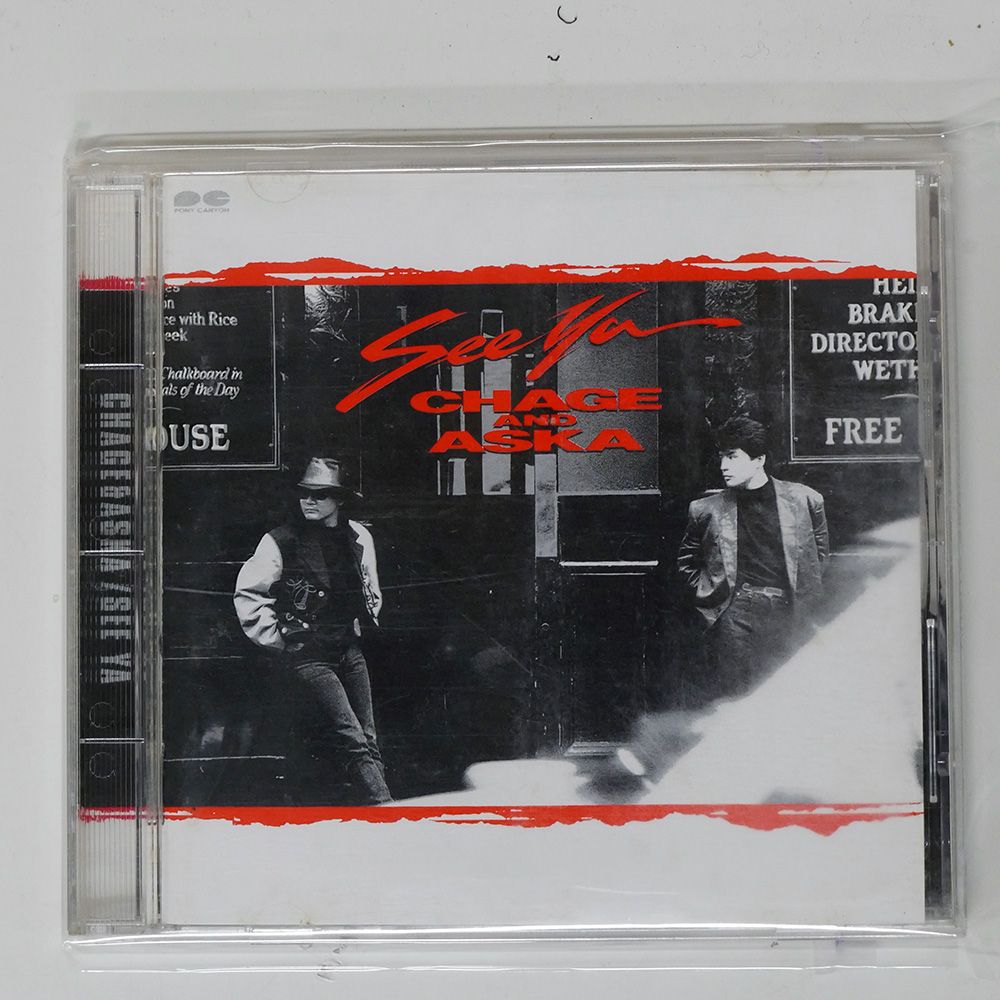 PONY CANYON
See Ya
CHAGE
AND
ASKA
on
ce with Rice
eek
Chalkboard in
als of the Day
OUSE
BRAK
DIRECTO
WETH
FREE
CHAGE&ASKA/SEE YA